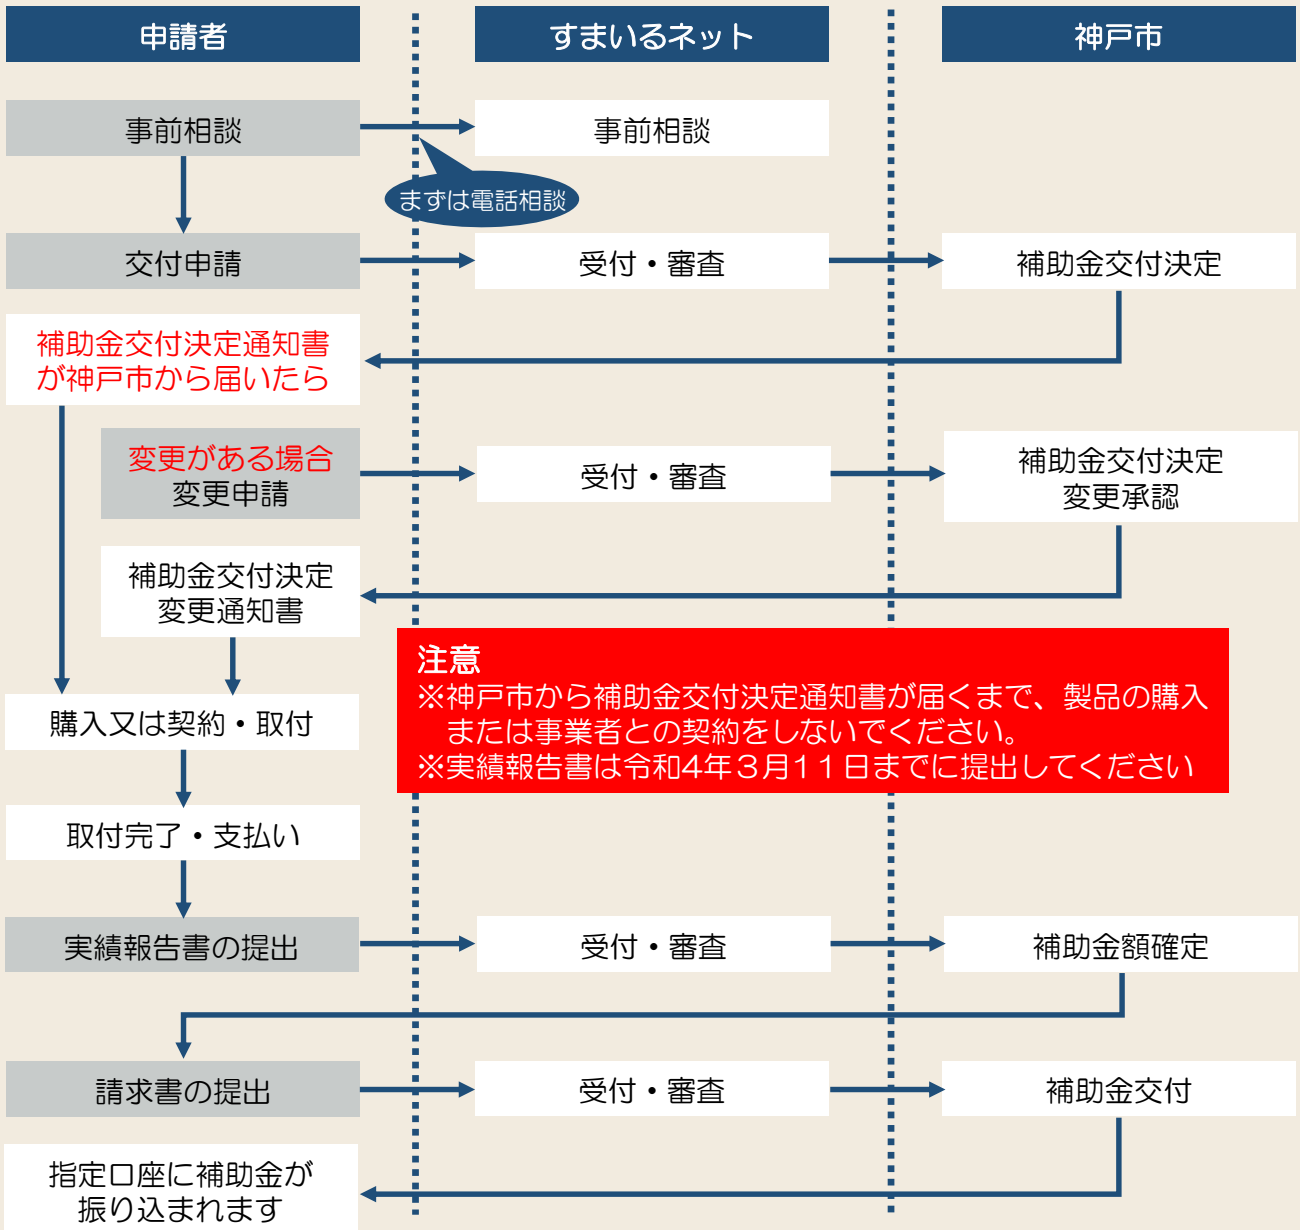 申請者
すまいるネット
神戸市
事前相談
事前相談
まずは電話相談
交付申請
受付・審査
補助金交付決定
補助金交付決定通知書
が神戸市から届いたら
変更がある場合
変更申請
受付・審査
補助金交付決定
変更承認
補助金交付決定
変更通知書
注意
※神戸市から補助金交付決定通知書が届くまで、製品の購入
または事業者との契約をしないでください。
※実績報告書は令和4年３月１１日までに提出してください
購入又は契約・取付
取付完了・支払い
実績報告書の提出
受付・審査
補助金額確定
請求書の提出
受付・審査
補助金交付
指定口座に補助金が
振り込まれます